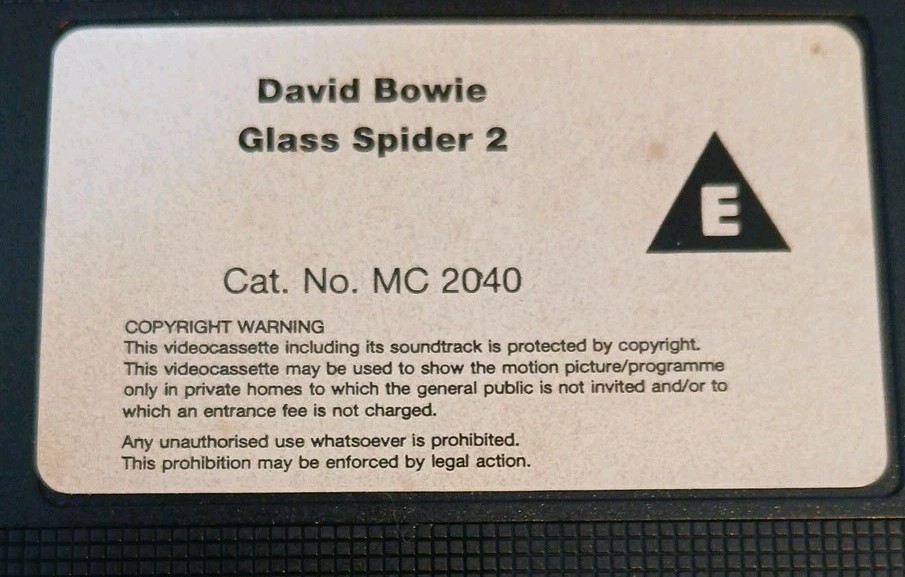 David Bowie
Glass Spider 2
E
Cat. No. MC 2040
COPYRIGHT WARNING
This videocassette including its soundtrack is protected by copyright.
This videocassette may be used to show the motion picture/programme
only in private homes to which the general public is not invited and/or to
which an entrance fee is not charged.
Any unauthorised use whatsoever is prohibited.
This prohibition may be enforced by legal action.